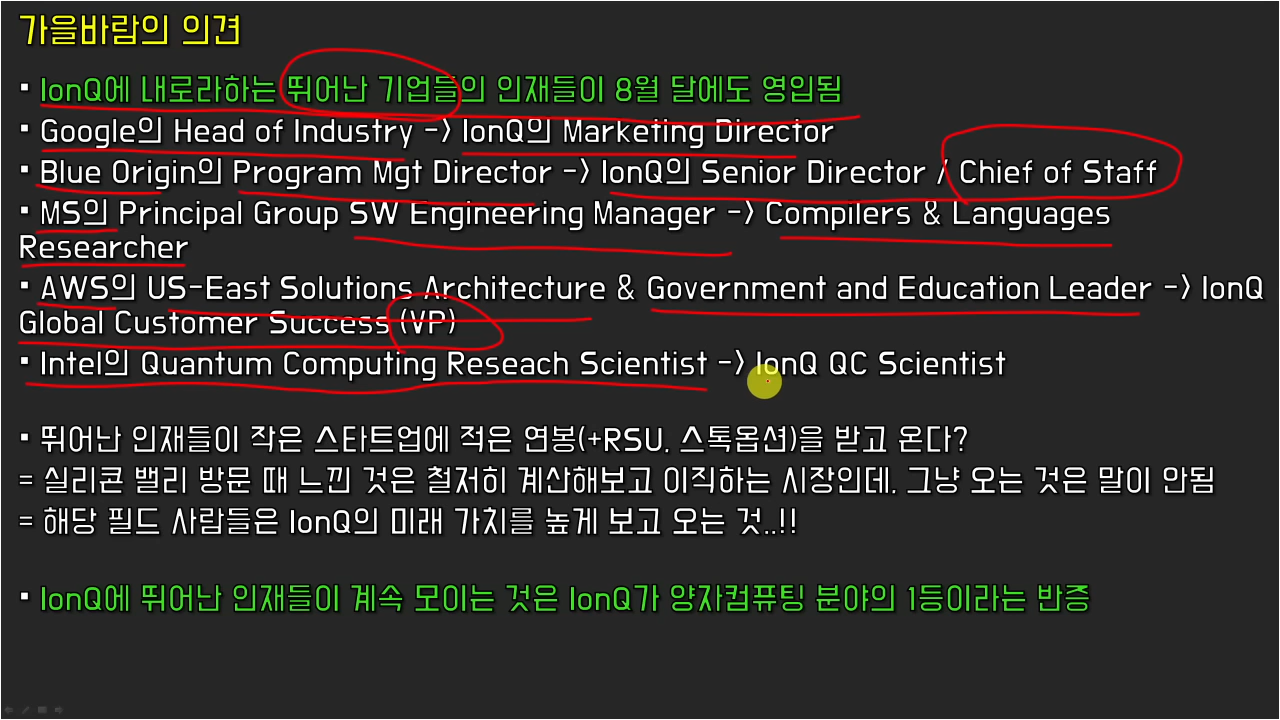 가을바람의 의견
▪ IonQ에 내로라하는 뛰어난 기업들의 인재들이 8월 달에도 영입됨
▪ Google의 Head of Industry -> IonQ의 Marketing Director
▪ Blue Origin의 Program Mgt Director -> IonQ의 Senior Director / Chief of Staff
▪ MS의 Principal Group SW Engineering Manager -> Compilers & Languages
Researcher
▪ AWS의 US-East Solutions Architecture & Government and Education Leader -> IonQ
Global Customer Success (VP)
▪ Intel의 Quantum Computing Reseach Scientist -> IonQ QC Scientist
▪ 뛰어난 인재들이 작은 스타트업에 적은 연봉(+RSU, 스톡옵션)을 받고 온다?
= 실리콘 밸리 방문 때 느낀 것은 철저히 계산해보고 이직하는 시장인데, 그냥 오는 것은 말이 안됨
= 해당 필드 사람들은 IonQ의 미래 가치를 높게 보고 오는 것..!!
▪ IonQ에 뛰어난 인재들이 계속 모이는 것은 IonQ가 양자컴퓨팅 분야의 1등이라는 반증